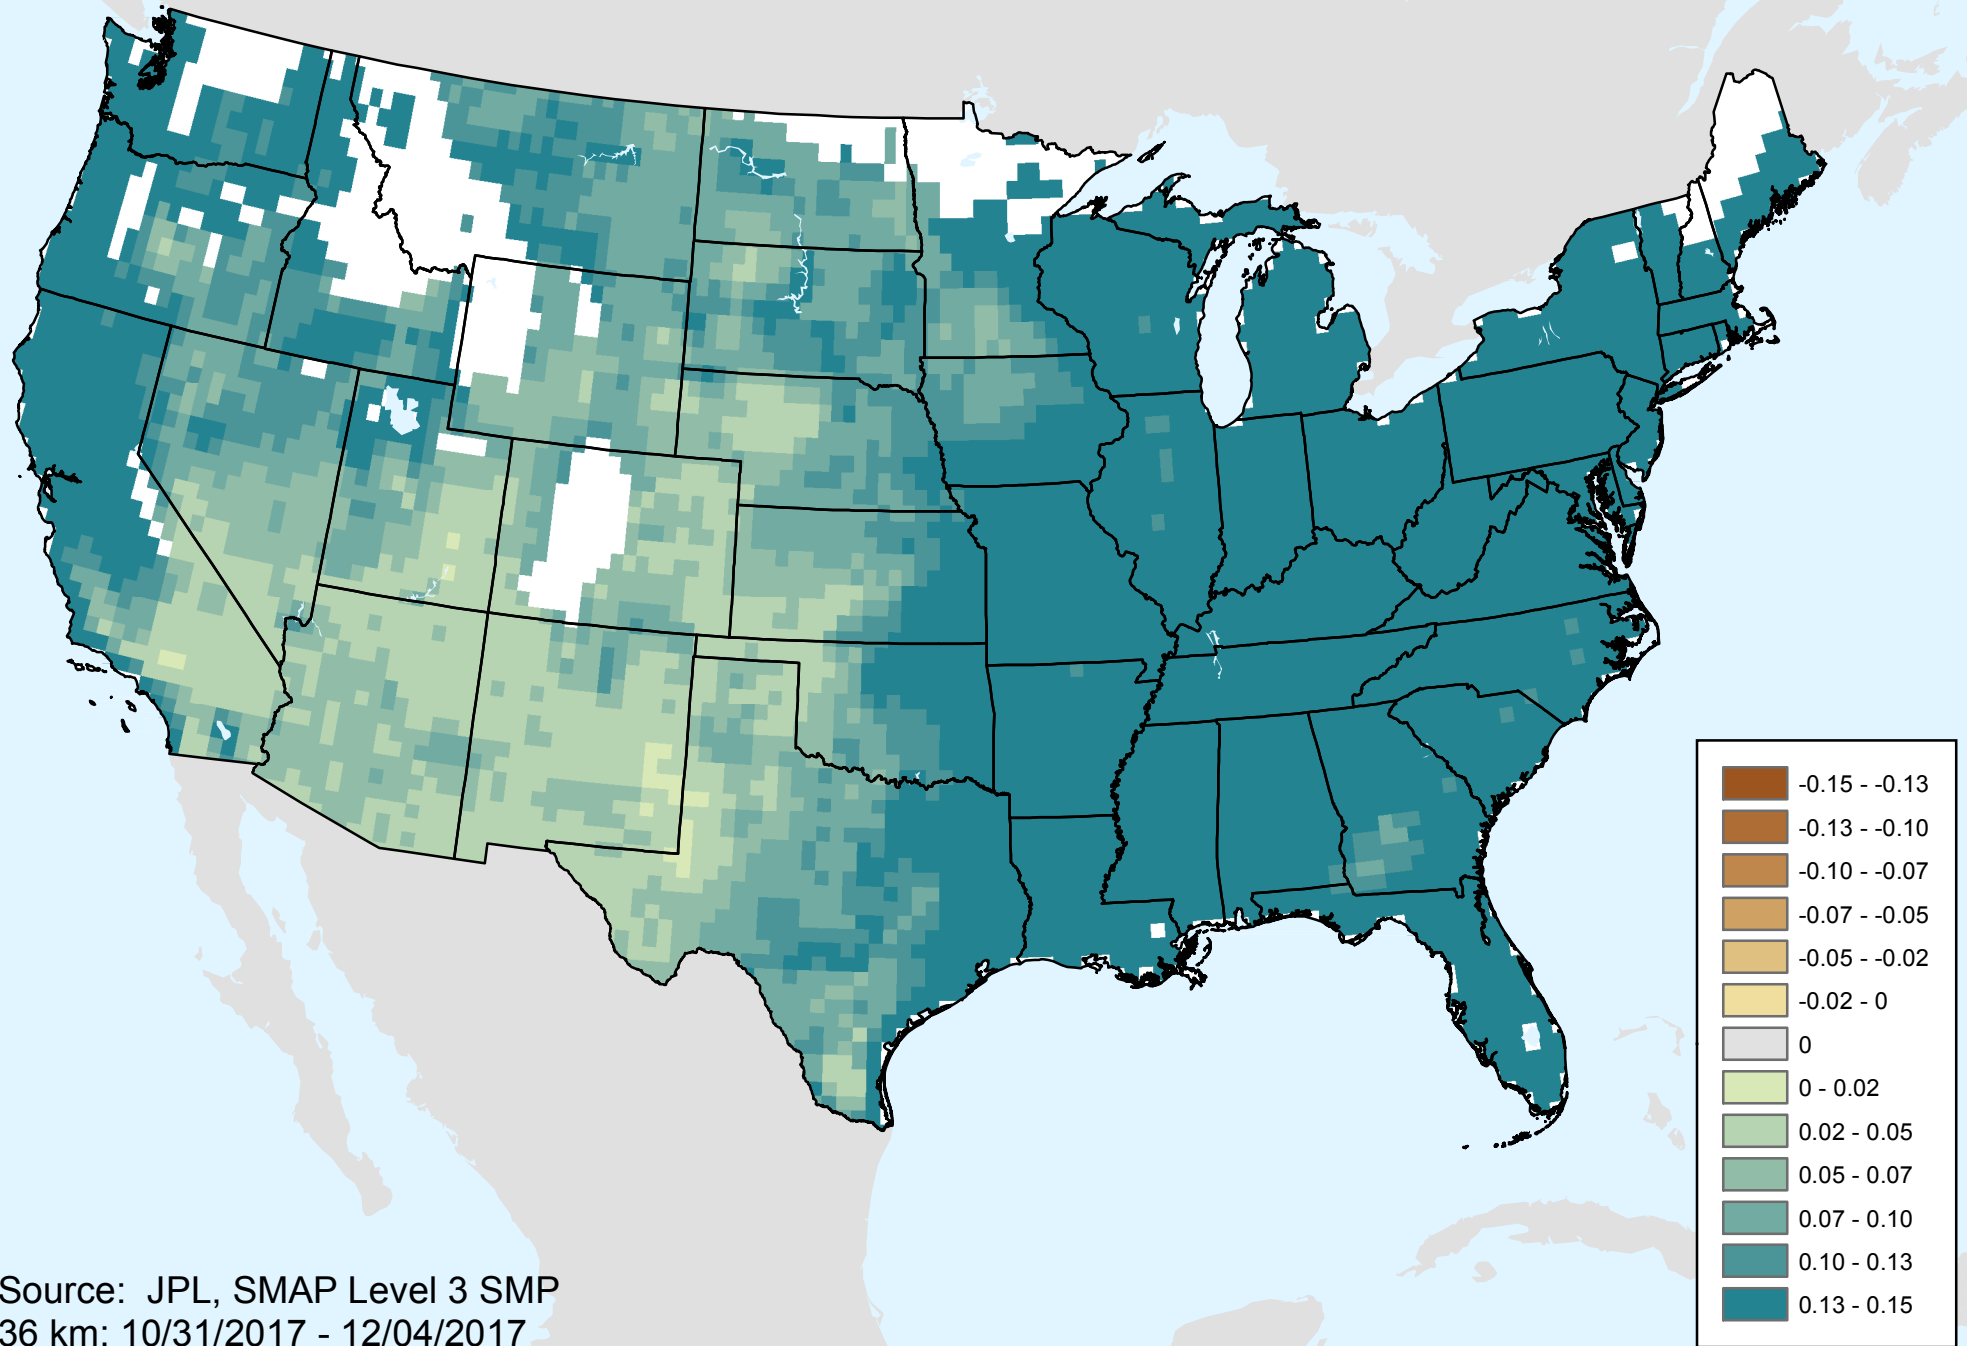 -0.15 - -0.13
-0.13 - -0.10
-0.10 - -0.07
-0.07 - -0.05
-0.05 - -0.02
-0.02 - 0
0
0 - 0.02
0.02 - 0.05
0.05 - 0.07
0.07 - 0.10
0.10 - 0.13
0.13 - 0.15
Source: JPL, SMAP Level 3 SMP
36 km: 10/31/2017 - 12/04/2017